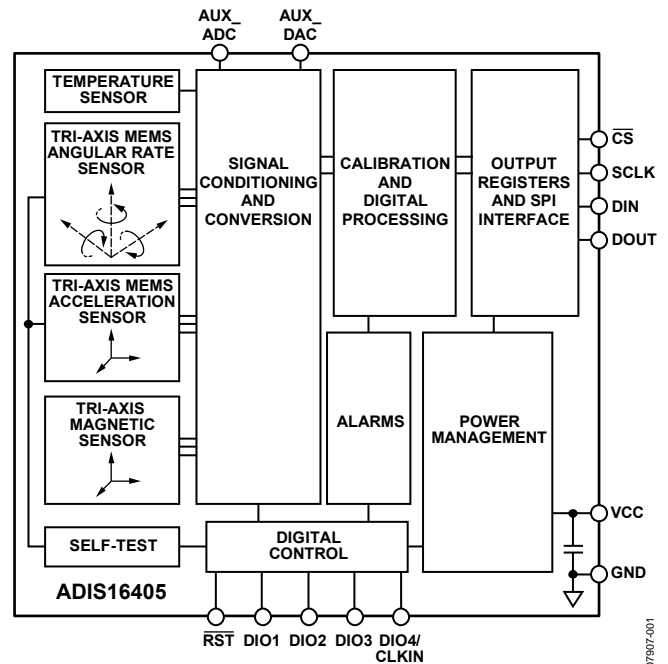 AUX_
ADC
AUX_
DAC
TEMPERATURE
SENSOR
TRI-AXIS MEMS
ANGULAR RATE
SENSOR
TRI-AXIS MEMS
ACCELERATION
SENSOR
TRI-AXIS
MAGNETIC
SENSOR
SELF-TEST
SIGNAL
CONDITIONING
AND
CONVERSION
CALIBRATION
AND
DIGITAL
PROCESSING
OUTPUT
REGISTERS
AND SPI
INTERFACE
CS
SCLK
DIN
DOUT
ALARMS
POWER
MANAGEMENT
VCC
GND
DIGITAL
CONTROL
ADIS16405
RST
DIO1
DIO2
DIO3
DIO4/
CLKIN
07907-001